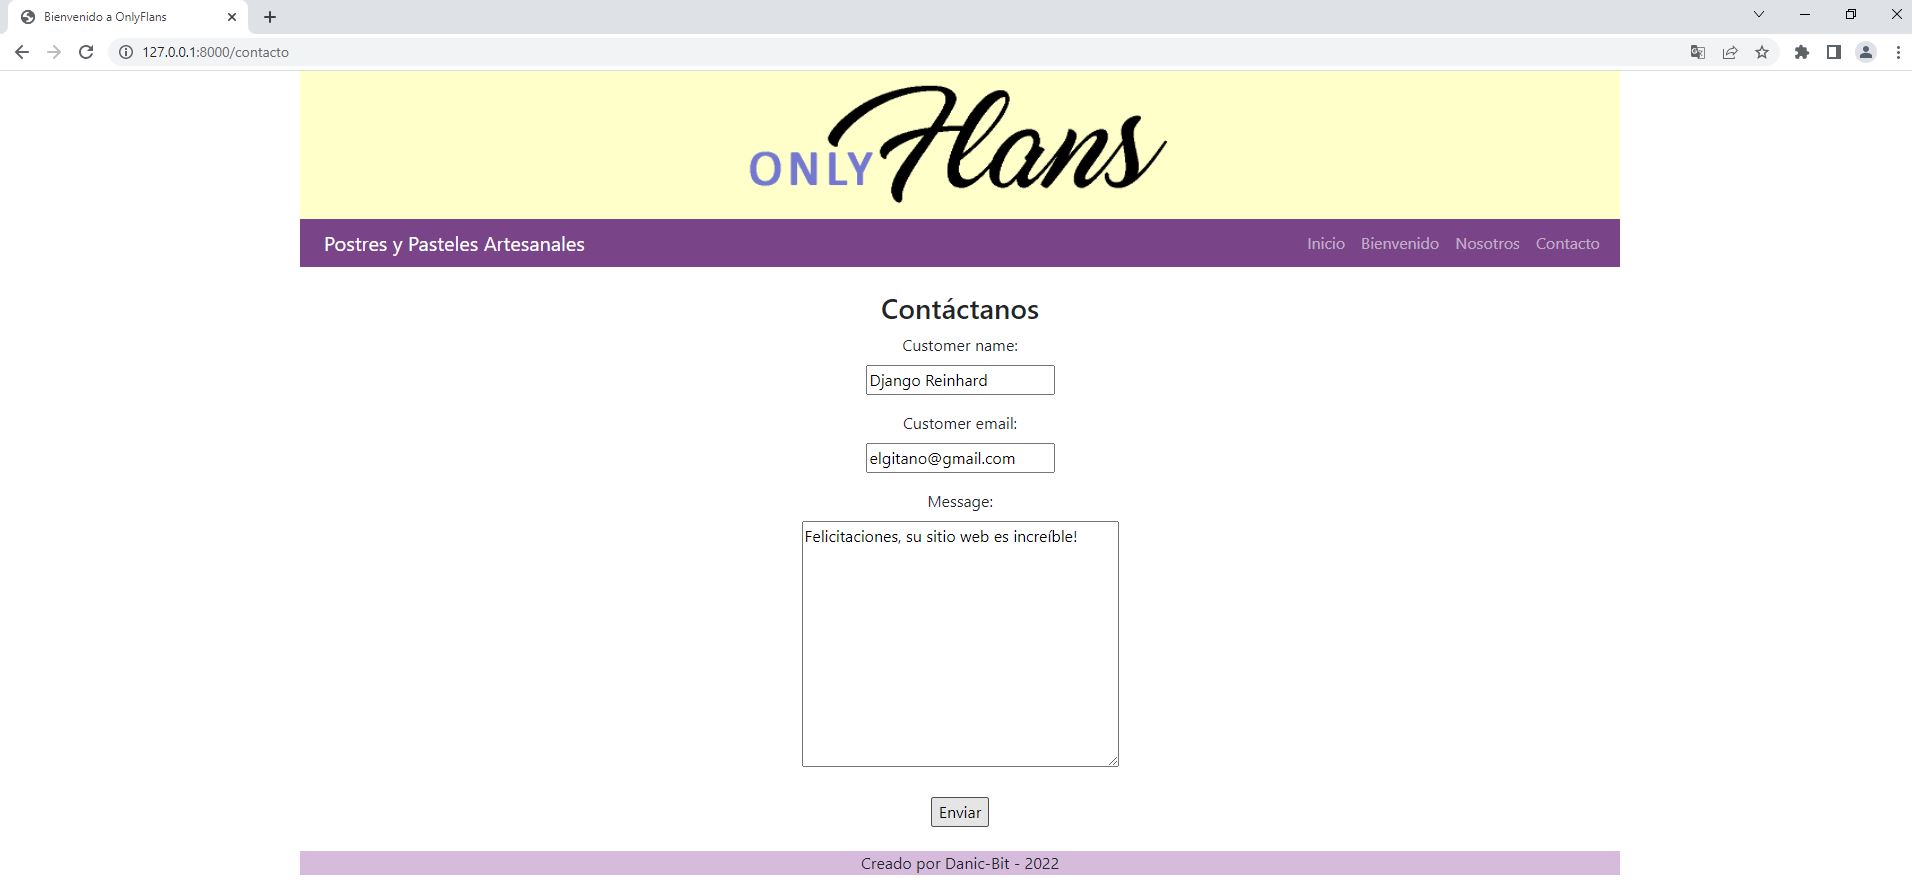 Bienvenido a OnlyFlans
127.0.0.1:8000/contacto
ONLY Flans
Postres y Pasteles Artesanales Inicio Bienvenido Nosotros Contacto
Contáctanos
Customer name:
Django Reinhard
Customer email:
elgitano@gmail.com
Message:
Felicitaciones, su sitio web es increíble!
Enviar
Creado por Danic-Bit - 2022